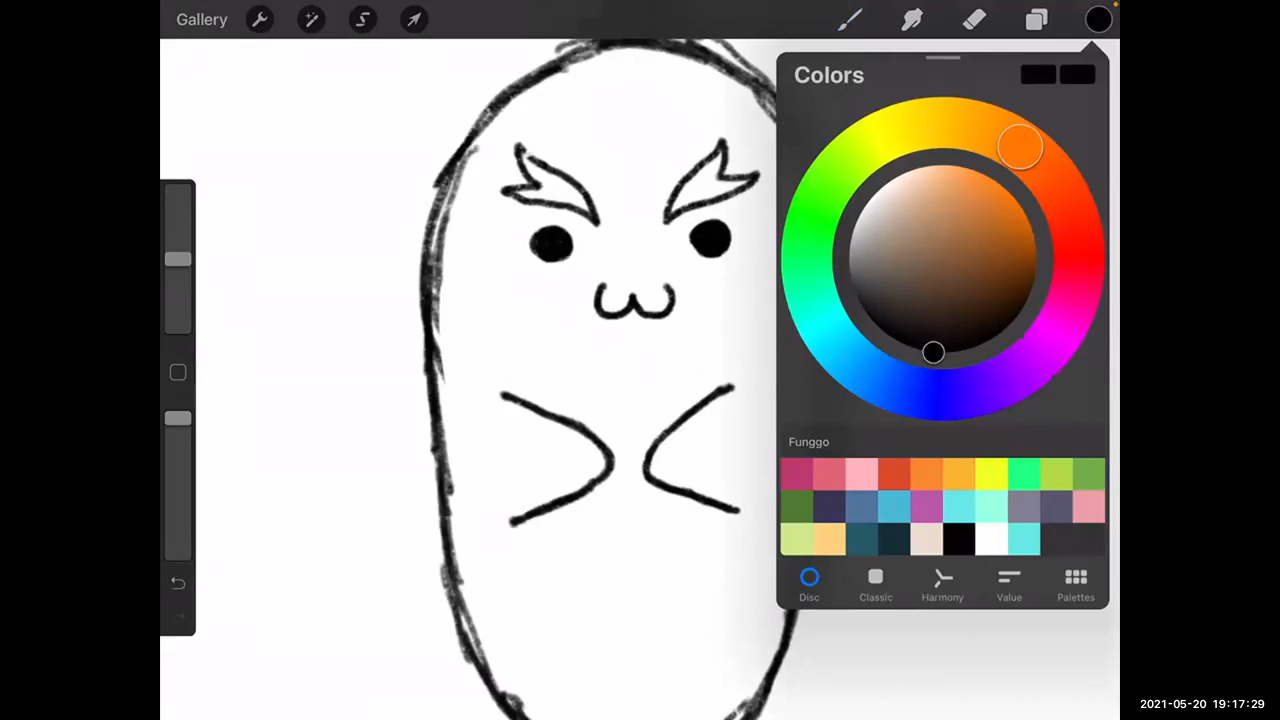 Gallery
Colors
Funggo
Disc Classic Harmony Value Palettes
2021-05-20 19:17:29